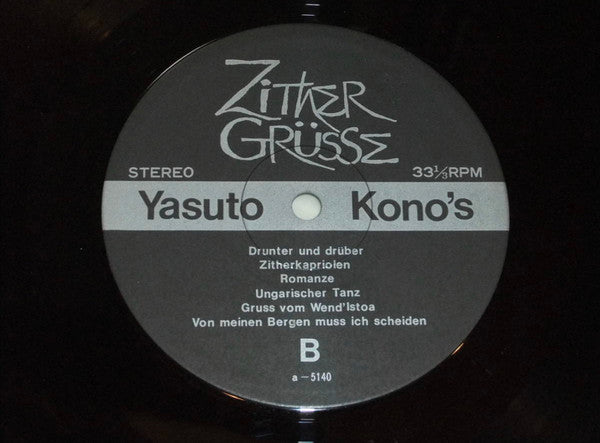 ZITHER
GRÜSSE
STEREO 33⅓RPM
Yasuto Kono's
Drunter und drüber
Zitherkapriolen
Romanze
Ungarischer Tanz
Gruss vom Wend'lstoa
Von meinen Bergen muss ich scheiden
B
a-5140